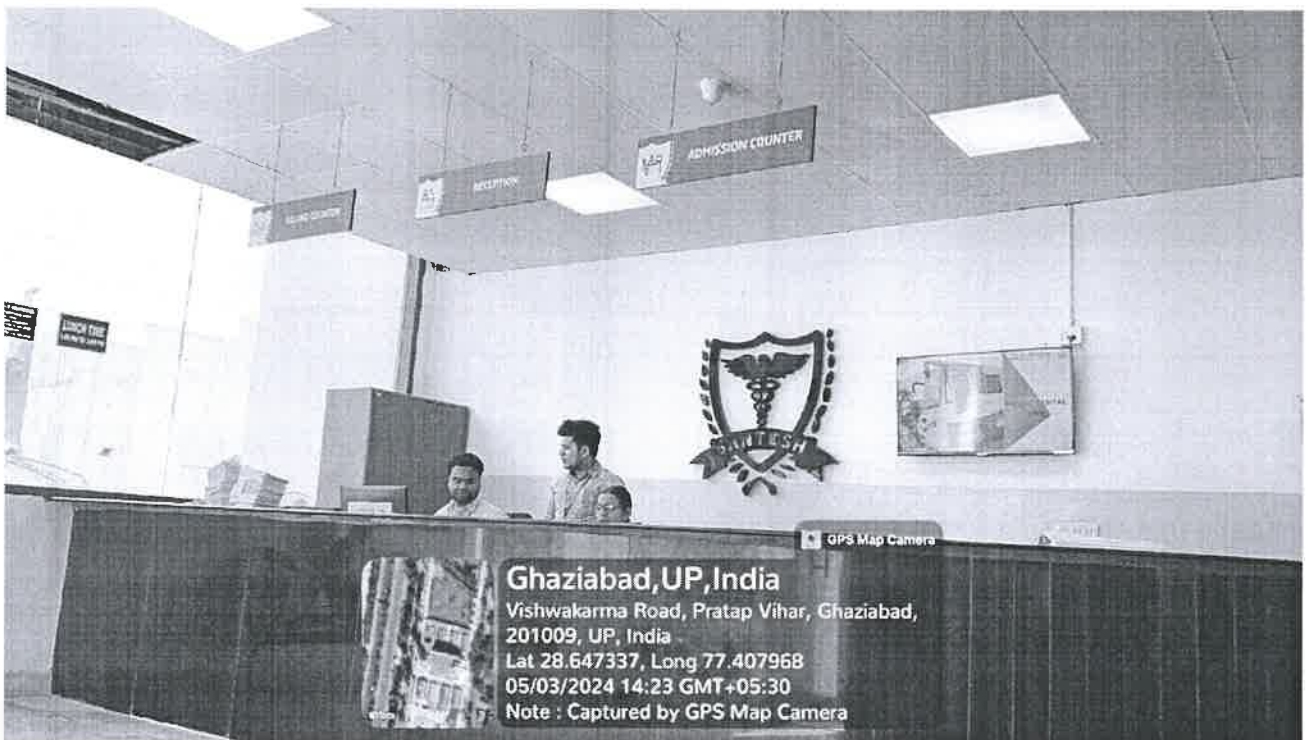 ADMISSION COUNTER
RECEPTION
BILLING COUNTER
LUNCH TIME
SANTOSH
GPS Map Camera
Ghaziabad,UP,India
Vishwakarma Road, Pratap Vihar, Ghaziabad,
201009, UP, India
Lat 28.647337, Long 77.407968
05/03/2024 14:23 GMT+05:30
Note : Captured by GPS Map Camera